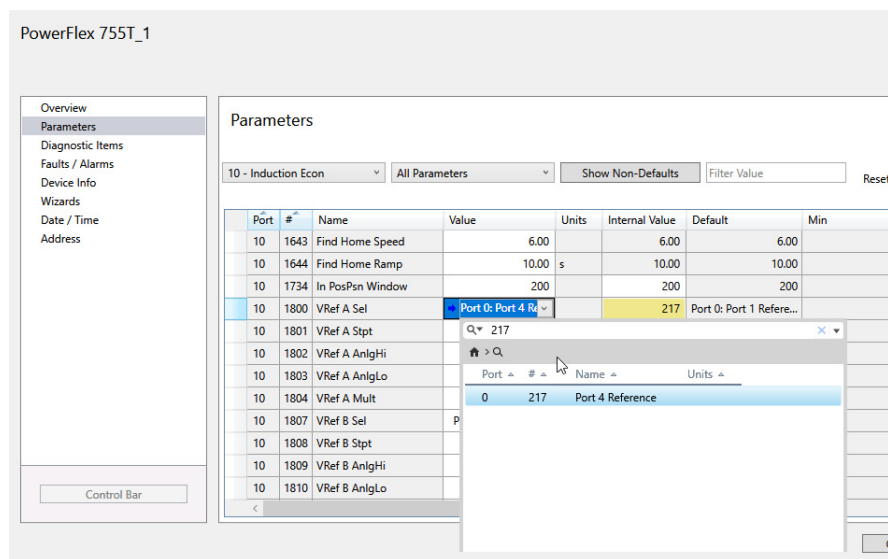 PowerFlex 755T_1
Overview
Parameters
Diagnostic Items
Faults / Alarms
Device Info
Wizards
Date / Time
Address
Control Bar
Parameters
10 - Induction Econ All Parameters Show Non-Defaults Filter Value Reset
Port # Name Value Units Internal Value Default Min
10 1643 Find Home Speed 6.00 6.00 6.00
10 1644 Find Home Ramp 10.00 s 10.00 10.00
10 1734 In PosPsn Window 200 200 200
10 1800 VRef A Sel Port 0: Port 4 Re 217 Port 0: Port 1 Refere...
10 1801 VRef A Stpt
10 1802 VRef A AnlgHi
10 1803 VRef A AnlgLo
10 1804 VRef A Mult
10 1807 VRef B Sel P
10 1808 VRef B Stpt
10 1809 VRef B AnlgHi
10 1810 VRef B AnlgLo
217
Port # Name Units
0 217 Port 4 Reference